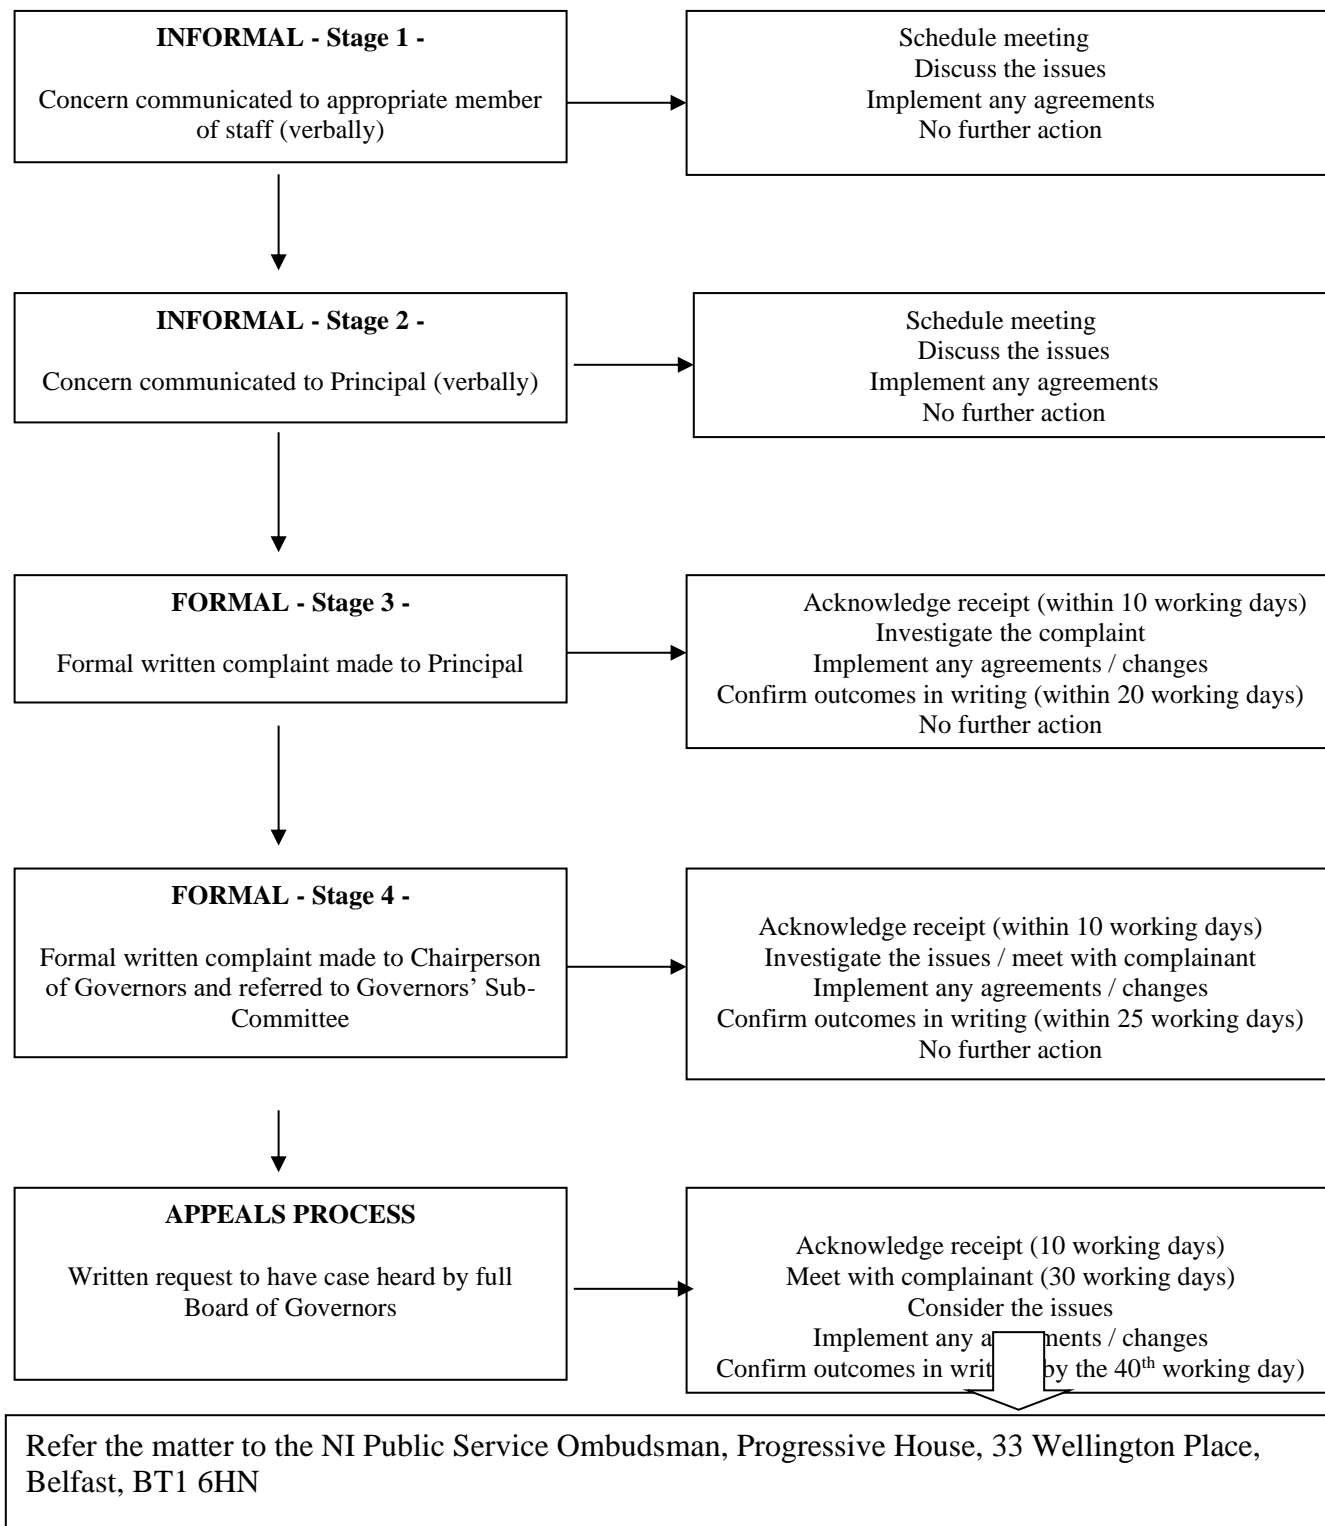 INFORMAL - Stage 1 -
Concern communicated to appropriate member
of staff (verbally)
Schedule meeting
Discuss the issues
Implement any agreements
No further action
INFORMAL - Stage 2 -
Concern communicated to Principal (verbally)
Schedule meeting
Discuss the issues
Implement any agreements
No further action
FORMAL - Stage 3 -
Formal written complaint made to Principal
Acknowledge receipt (within 10 working days)
Investigate the complaint
Implement any agreements / changes
Confirm outcomes in writing (within 20 working days)
No further action
FORMAL - Stage 4 -
Formal written complaint made to Chairperson
of Governors and referred to Governors’ Sub-
Committee
Acknowledge receipt (within 10 working days)
Investigate the issues / meet with complainant
Implement any agreements / changes
Confirm outcomes in writing (within 25 working days)
No further action
APPEALS PROCESS
Written request to have case heard by full
Board of Governors
Acknowledge receipt (10 working days)
Meet with complainant (30 working days)
Consider the issues
Implement any / changes
Confirm outcomes in by the 40th working day)
Refer the matter to the NI Public Service Ombudsman, Progressive House, 33 Wellington Place,
Belfast, BT1 6HN